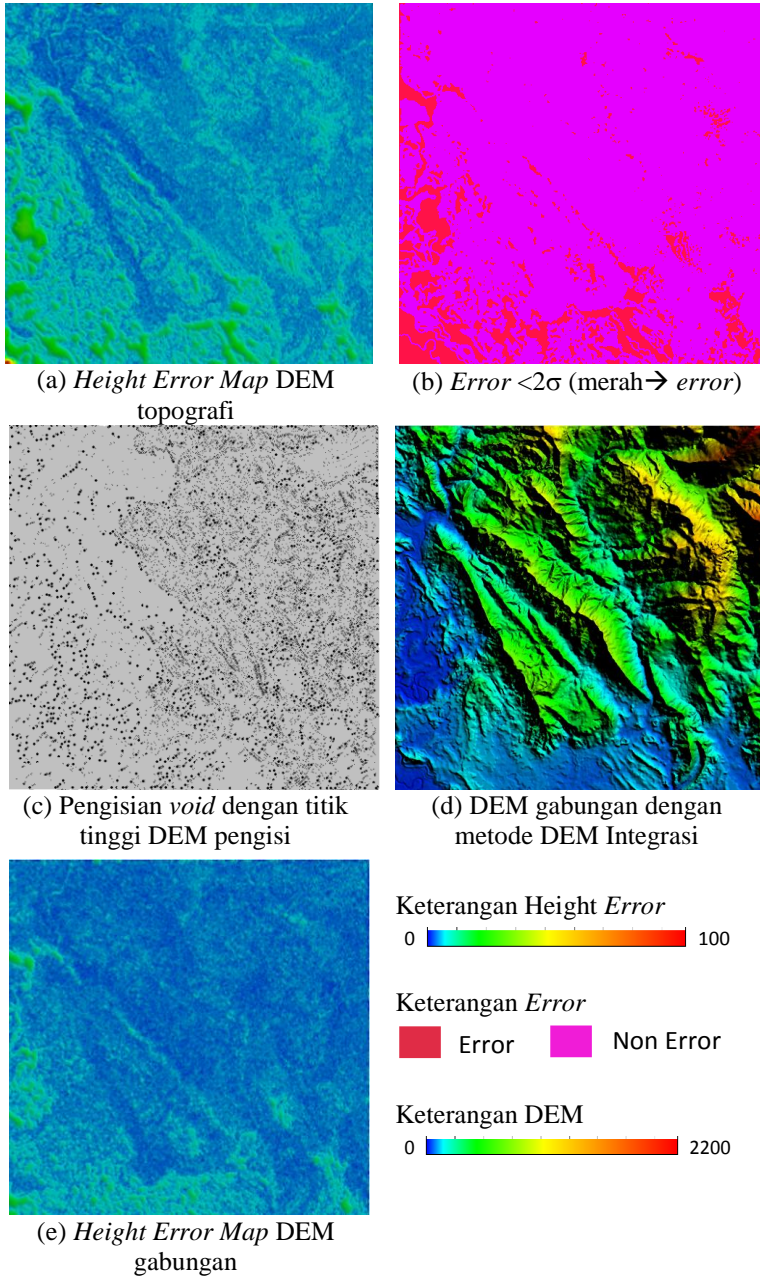 (a) Height Error Map DEM
topografi
(b) Error <2σ (merah→ error)
(c) Pengisian void dengan titik
tinggi DEM pengisi
(d) DEM gabungan dengan
metode DEM Integrasi
(e) Height Error Map DEM
gabungan
Keterangan Height Error
0 100
Keterangan Error
Error Non Error
Keterangan DEM
0 2200